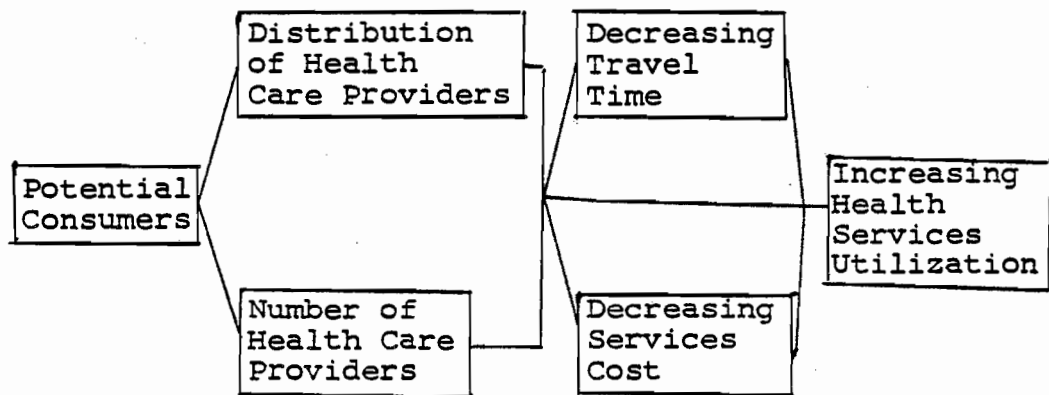 Distribution
of Health
Care Providers
Decreasing
Travel
Time
Potential
Consumers
Increasing
Health
Services
Utilization
Number of
Health Care
Providers
Decreasing
Services
Cost